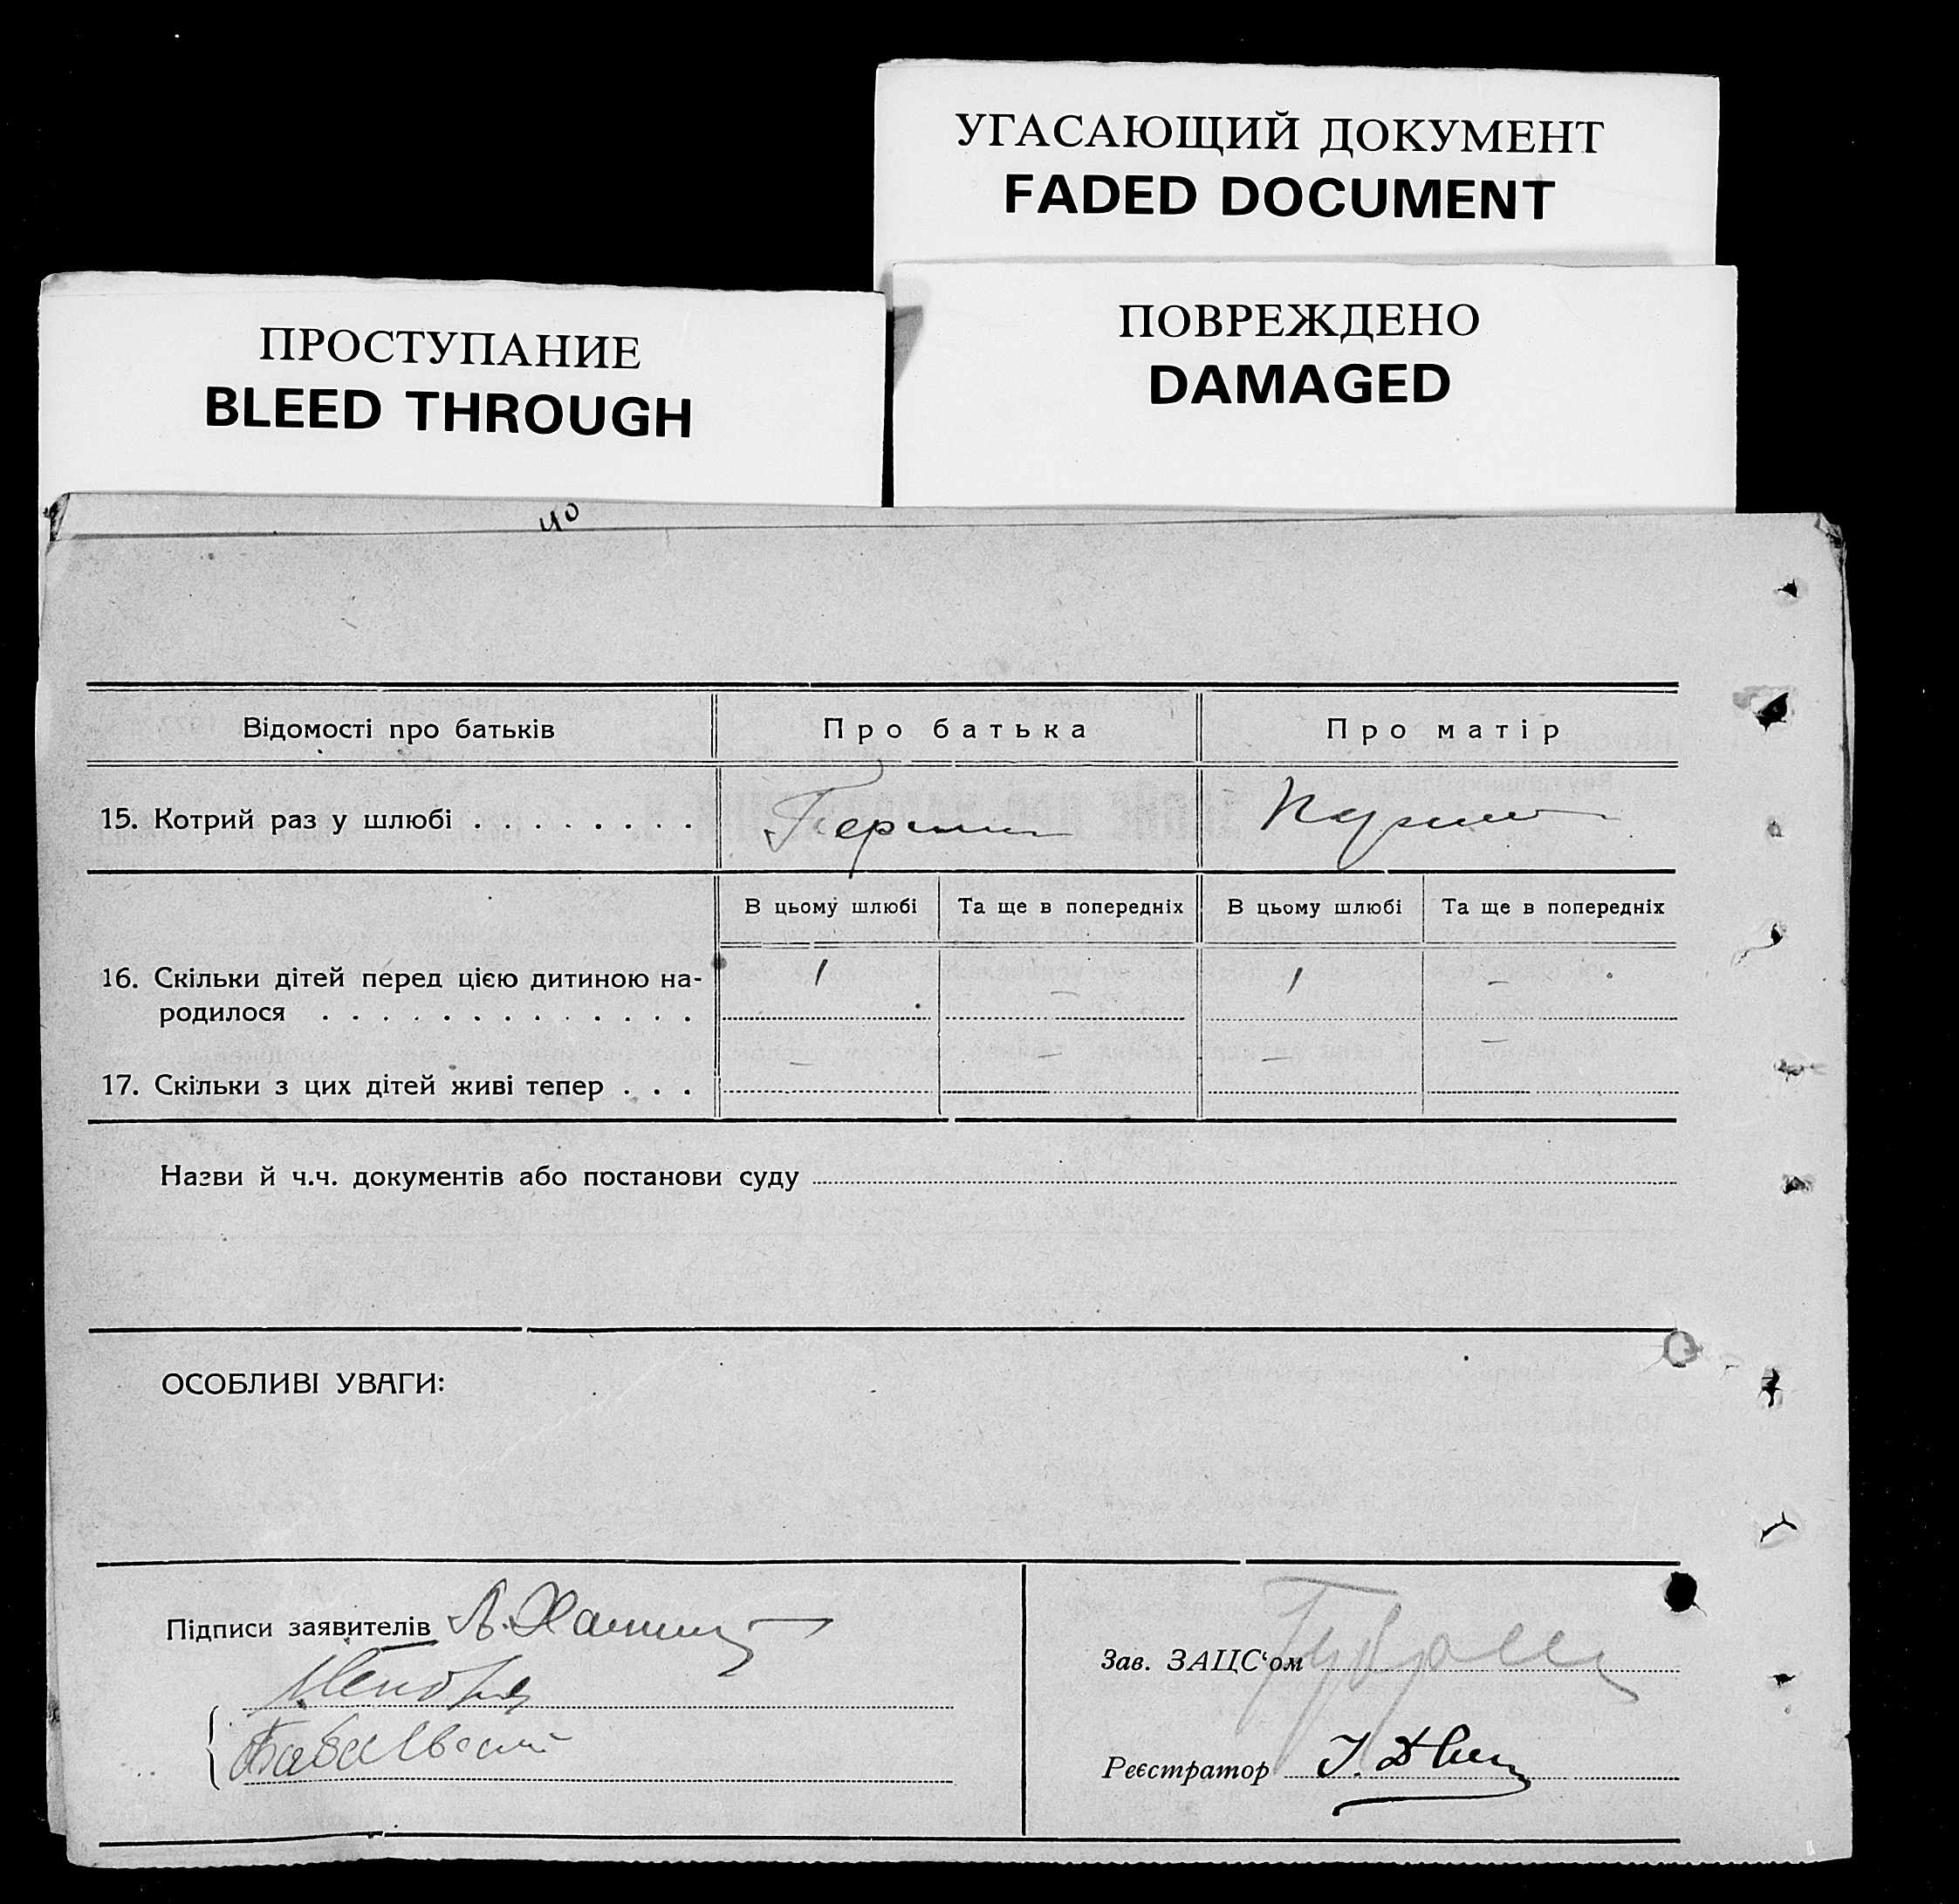 УГАСАЮЩИЙ ДОКУМЕНТ
FADED DOCUMENT
ПРОСТУПАНИЕ
BLEED THROUGH
ПОВРЕЖДЕНО
DAMAGED
Відомості про батьків Про батька Про матір
15. Котрий раз у шлюбі . . . . . . . .
В цьому шлюбі Та ще в попередніх В цьому шлюбі Та ще в попередніх
16. Скільки дітей перед цією дитиною на- 1 – 1 –
родилося . . . . . . . . . . . . .
17. Скільки з цих дітей живі тепер . . . – – – –
Назви й ч.ч. документів або постанови суду
ОСОБЛИВІ УВАГИ:
Підписи заявителів
Зав. ЗАЦС‘ом
Реєстратор